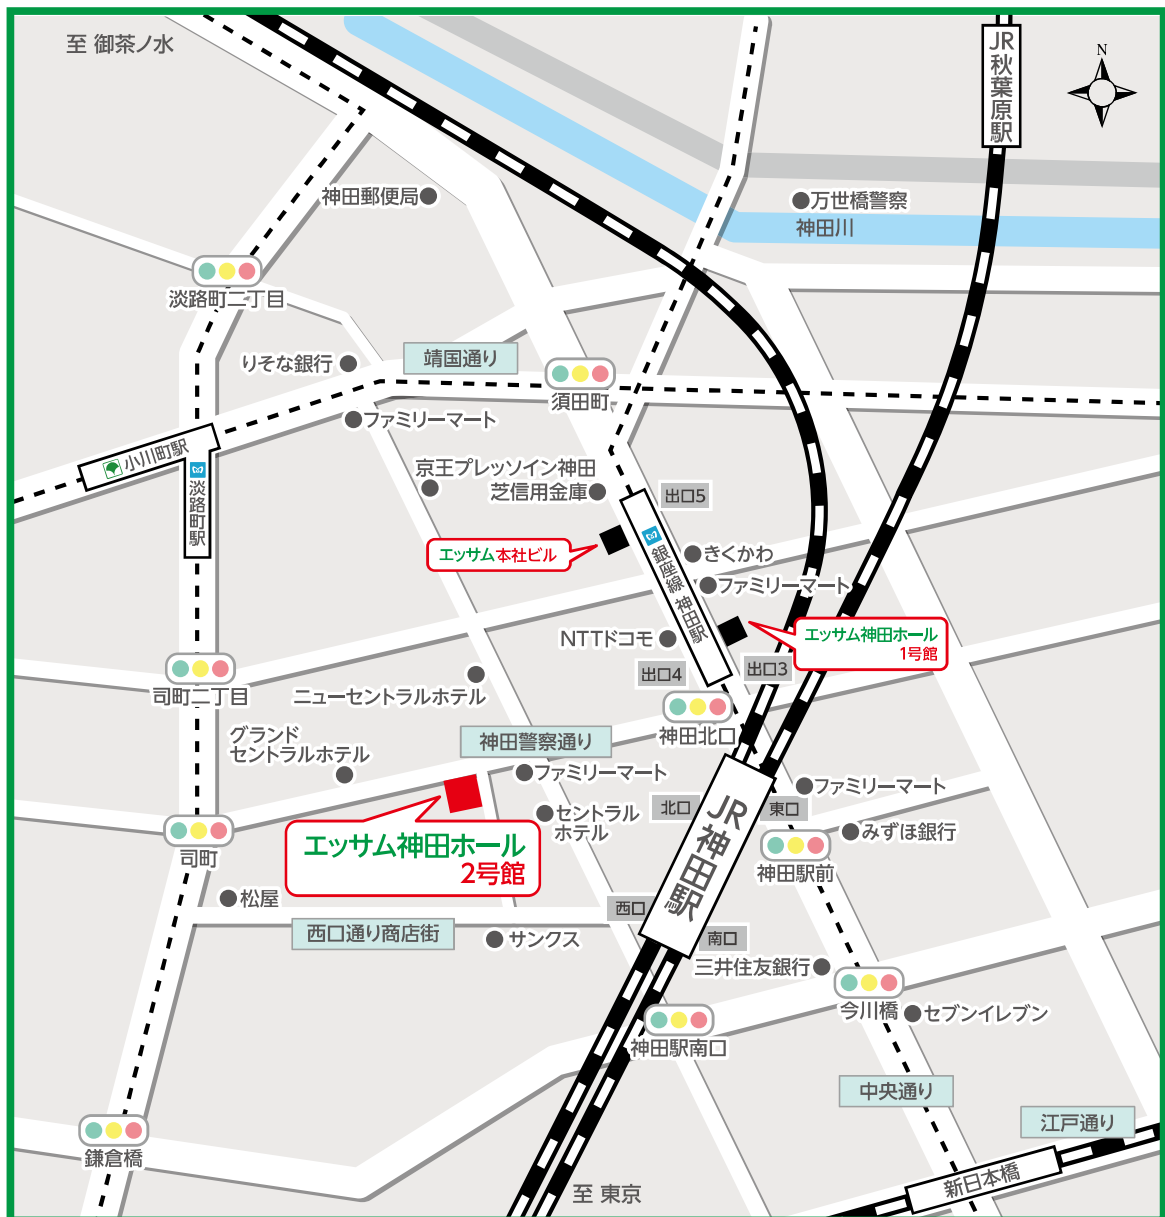 至 御茶ノ水
JR秋葉原駅
N
神田郵便局
万世橋警察
神田川
淡路町二丁目
りそな銀行
靖国通り
須田町
ファミリーマート
小川町駅
淡路町駅
京王プレッソイン神田
芝信用金庫
出口5
エッサム本社ビル
銀座線 神田駅
きくかわ
ファミリーマート
NTTドコモ
エッサム神田ホール
1号館
出口4
出口3
司町二丁目
ニューセントラルホテル
神田北口
グランド
セントラルホテル
神田警察通り
ファミリーマート
ファミリーマート
北口
東口
JR神田駅
セントラル
ホテル
みずほ銀行
司町
エッサム神田ホール
2号館
神田駅前
松屋
西口
西口通り商店街
サンクス
南口
三井住友銀行
今川橋
セブンイレブン
神田駅南口
中央通り
江戸通り
鎌倉橋
新日本橋
至 東京